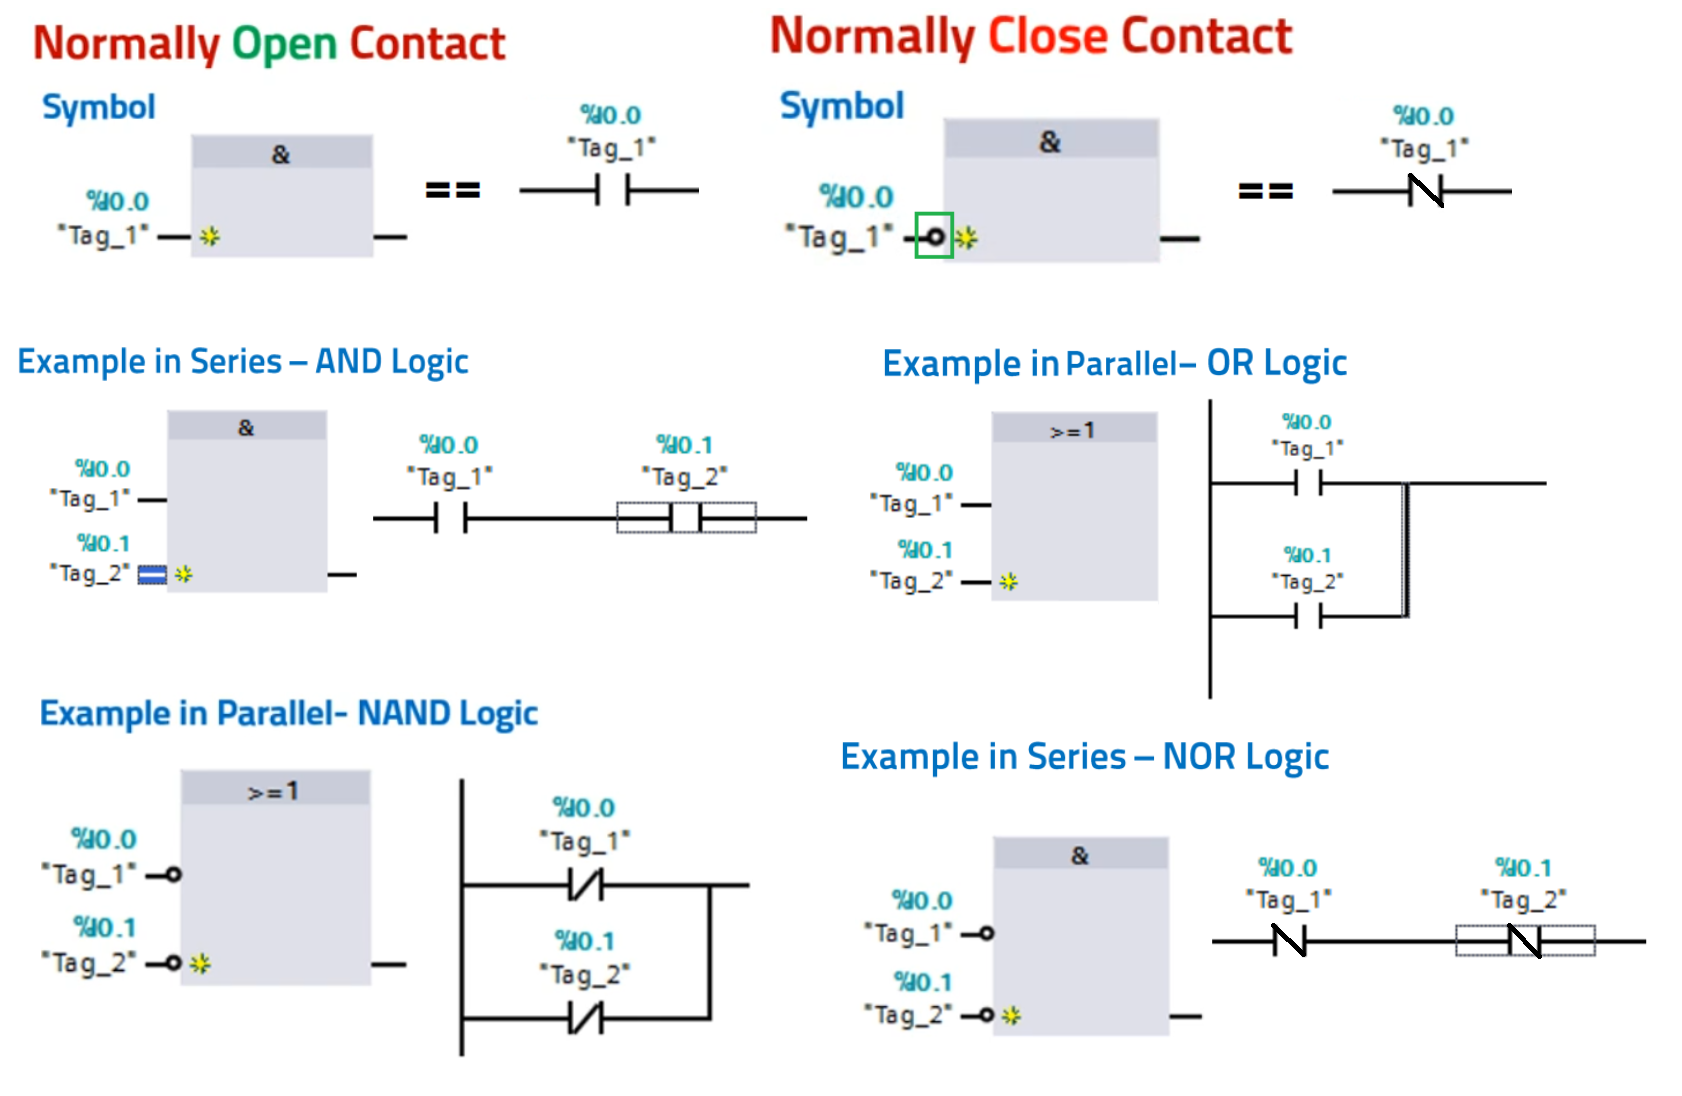 Normally Open Contact
Symbol
&
%I0.0
"Tag_1"
==
%I0.0
"Tag_1"
Normally Close Contact
Symbol
&
%I0.0
"Tag_1"
==
%I0.0
"Tag_1"
Example in Series – AND Logic
&
%I0.0
"Tag_1"
%I0.1
"Tag_2"
%I0.0
"Tag_1"
%I0.1
"Tag_2"
Example in Parallel– OR Logic
>=1
%I0.0
"Tag_1"
%I0.1
"Tag_2"
%I0.0
"Tag_1"
%I0.1
"Tag_2"
Example in Parallel- NAND Logic
>=1
%I0.0
"Tag_1"
%I0.1
"Tag_2"
%I0.0
"Tag_1"
%I0.1
"Tag_2"
Example in Series – NOR Logic
&
%I0.0
"Tag_1"
%I0.1
"Tag_2"
%I0.0
"Tag_1"
%I0.1
"Tag_2"